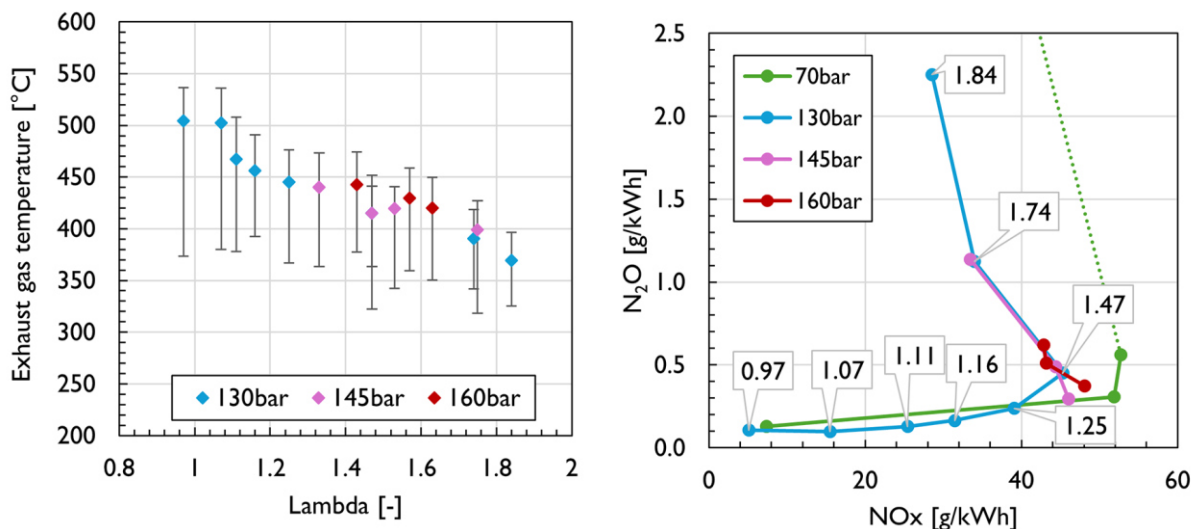 600
550
500
450
400
350
300
250
200
Exhaust gas temperature [°C]
130bar 145bar 160bar
0.8 1 1.2 1.4 1.6 1.8 2
Lambda [-]
2.5
2.0
1.5
1.0
0.5
0.0
N₂O [g/kWh]
70bar
130bar
145bar
160bar
1.84
1.74
1.47
0.97
1.07
1.11
1.16
1.25
0 20 40 60
NOx [g/kWh]